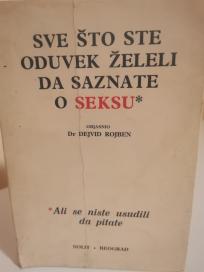 SVE ŠTO STE
ODUVEK ŽELELI
DA SAZNATE
O SEKSU*
OBJASNIO
Dr DEJVID ROJBEN
*Ali se niste usudili
da pitate
NOLIT • BEOGRAD